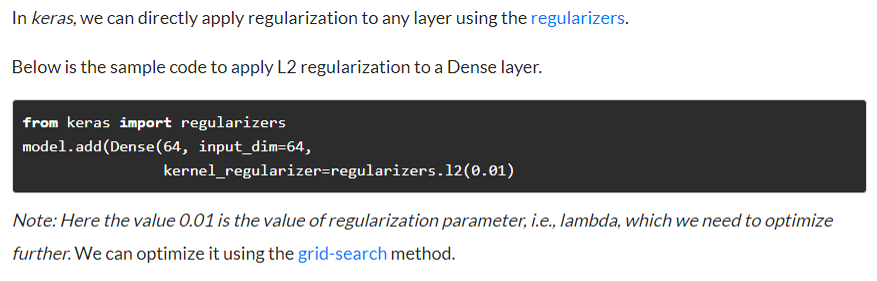 In keras, we can directly apply regularization to any layer using the regularizers.
Below is the sample code to apply L2 regularization to a Dense layer.
from keras import regularizers
model.add(Dense(64, input_dim=64,
kernel_regularizer=regularizers.l2(0.01)
Note: Here the value 0.01 is the value of regularization parameter, i.e., lambda, which we need to optimize
further. We can optimize it using the grid-search method.